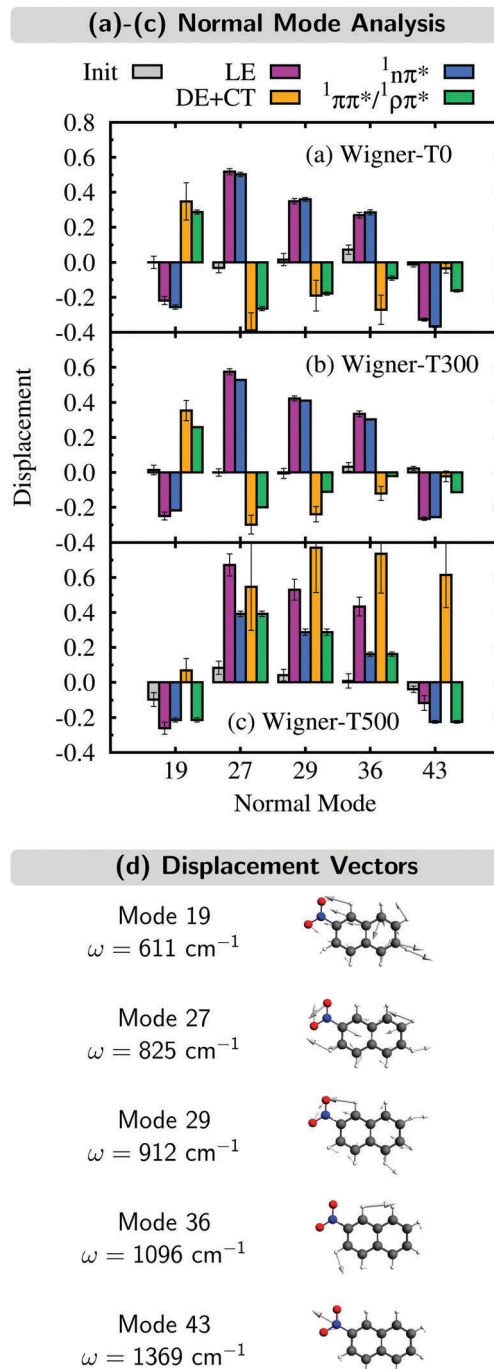 (a)-(c) Normal Mode Analysis
Init LE ¹nπ*
DE+CT ¹ππ*/¹ρπ*
0.8
(a) Wigner-T0
0.6
0.4
0.2
0.0
-0.2
-0.4
(b) Wigner-T300
0.6
0.4
0.2
0.0
-0.2
-0.4
0.6
0.4
0.2
0.0
-0.2
(c) Wigner-T500
-0.4
Displacement
19 27 29 36 43
Normal Mode
(d) Displacement Vectors
Mode 19
ω = 611 cm⁻¹
Mode 27
ω = 825 cm⁻¹
Mode 29
ω = 912 cm⁻¹
Mode 36
ω = 1096 cm⁻¹
Mode 43
ω = 1369 cm⁻¹